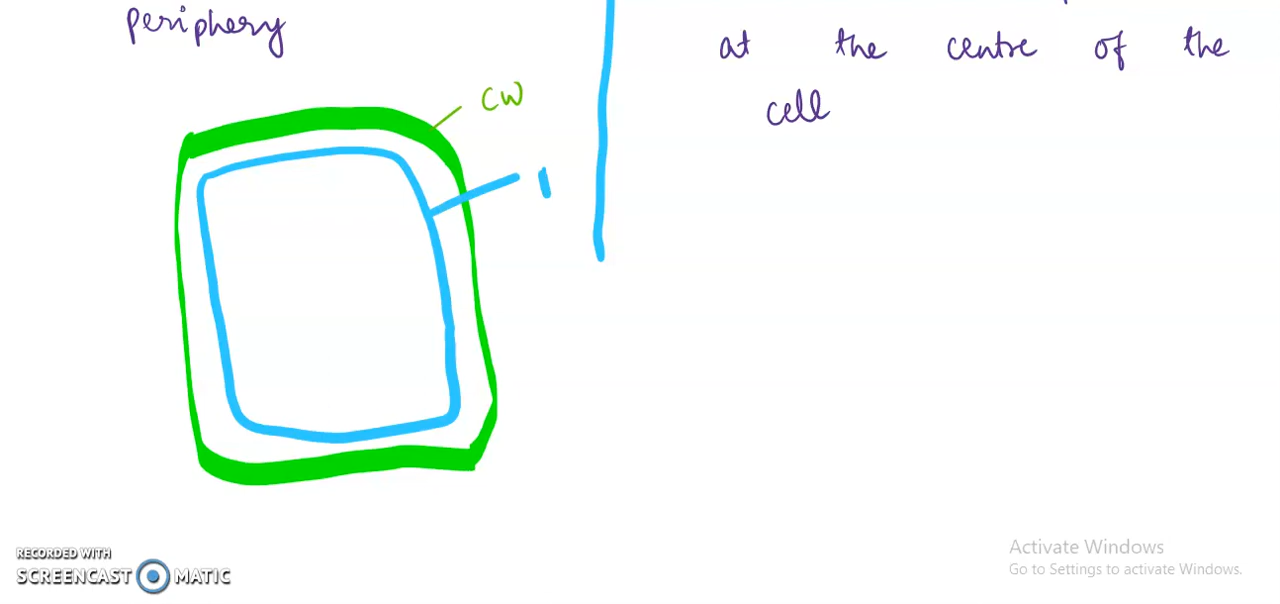 periphery
at the centre of the
cell
CW
RECORDED WITH
SCREENCAST MATIC
Activate Windows
Go to Settings to activate Windows.